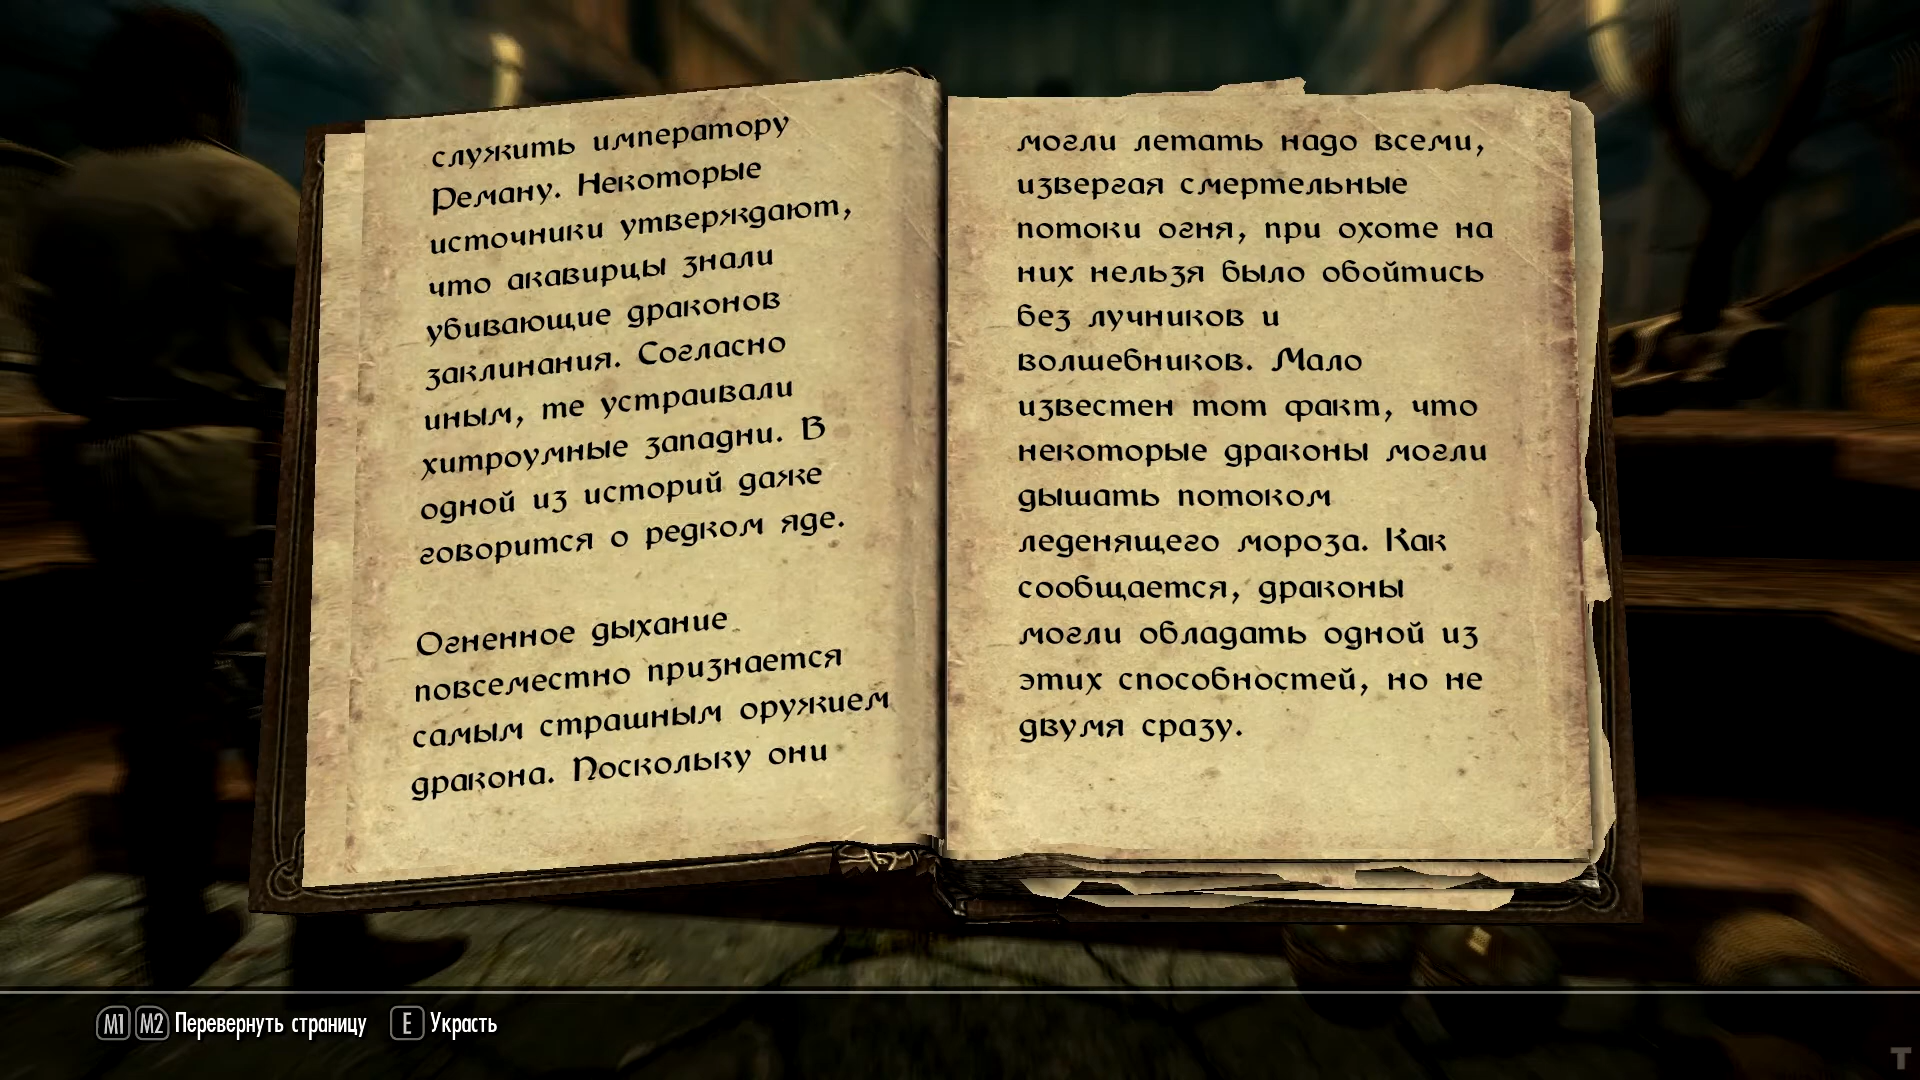 служить императору
Реману. Некоторые
источники утверждают,
что акавирцы знали
убивающие драконов
заклинания. Согласно
иным, те устраивали
хитроумные западни. В
одной из историй даже
говорится о редком яде.
Огненное дыхание
повсеместно признается
самым страшным оружием
дракона. Поскольку они
могли летать надо всеми,
извергая смертельные
потоки огня, при охоте на
них нельзя было обойтись
без лучников и
волшебников. Мало
известен тот факт, что
некоторые драконы могли
дышать потоком
леденящего мороза. Как
сообщается, драконы
могли обладать одной из
этих способностей, но не
двумя сразу.
M1 M2 Перевернуть страницу E Украсть
T